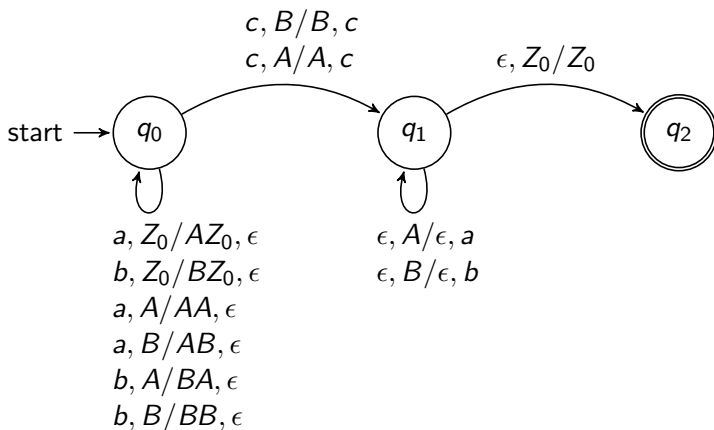 c, B/B, c
c, A/A, c
ϵ, Z₀/Z₀
start
q₀
q₁
q₂
a, Z₀/AZ₀, ϵ
b, Z₀/BZ₀, ϵ
a, A/AA, ϵ
a, B/AB, ϵ
b, A/BA, ϵ
b, B/BB, ϵ
ϵ, A/ϵ, a
ϵ, B/ϵ, b